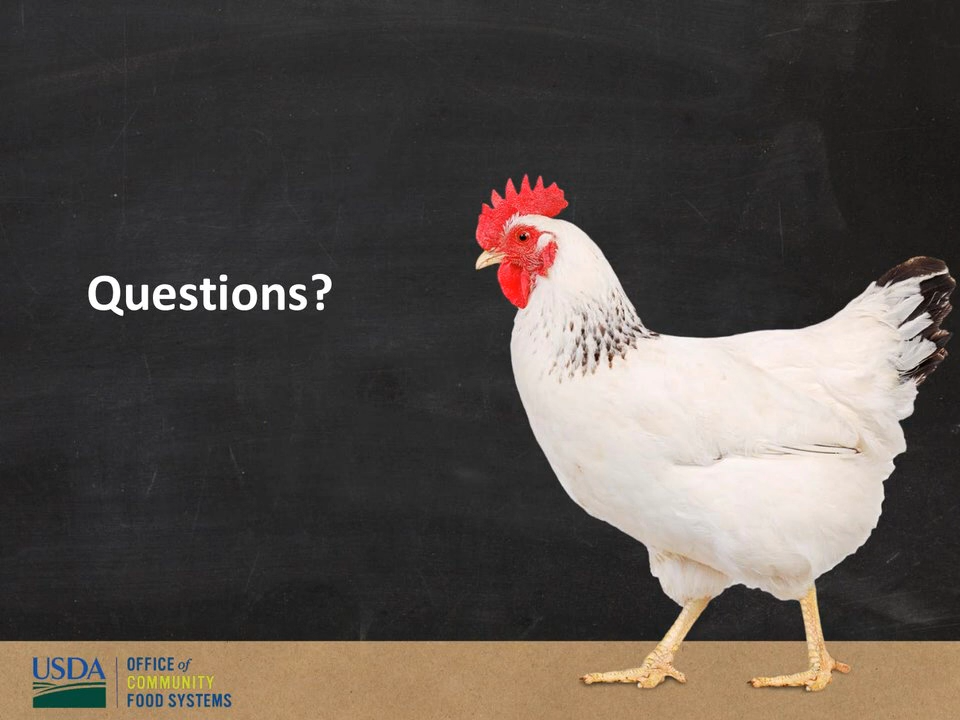 Questions?
USDA
OFFICE of
COMMUNITY
FOOD SYSTEMS